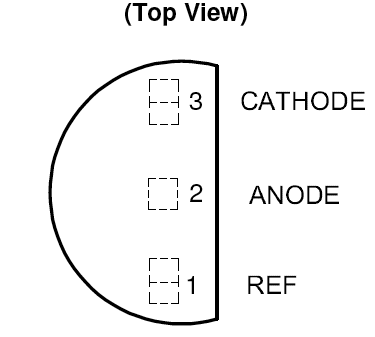 (Top View)
3 CATHODE
2 ANODE
1 REF